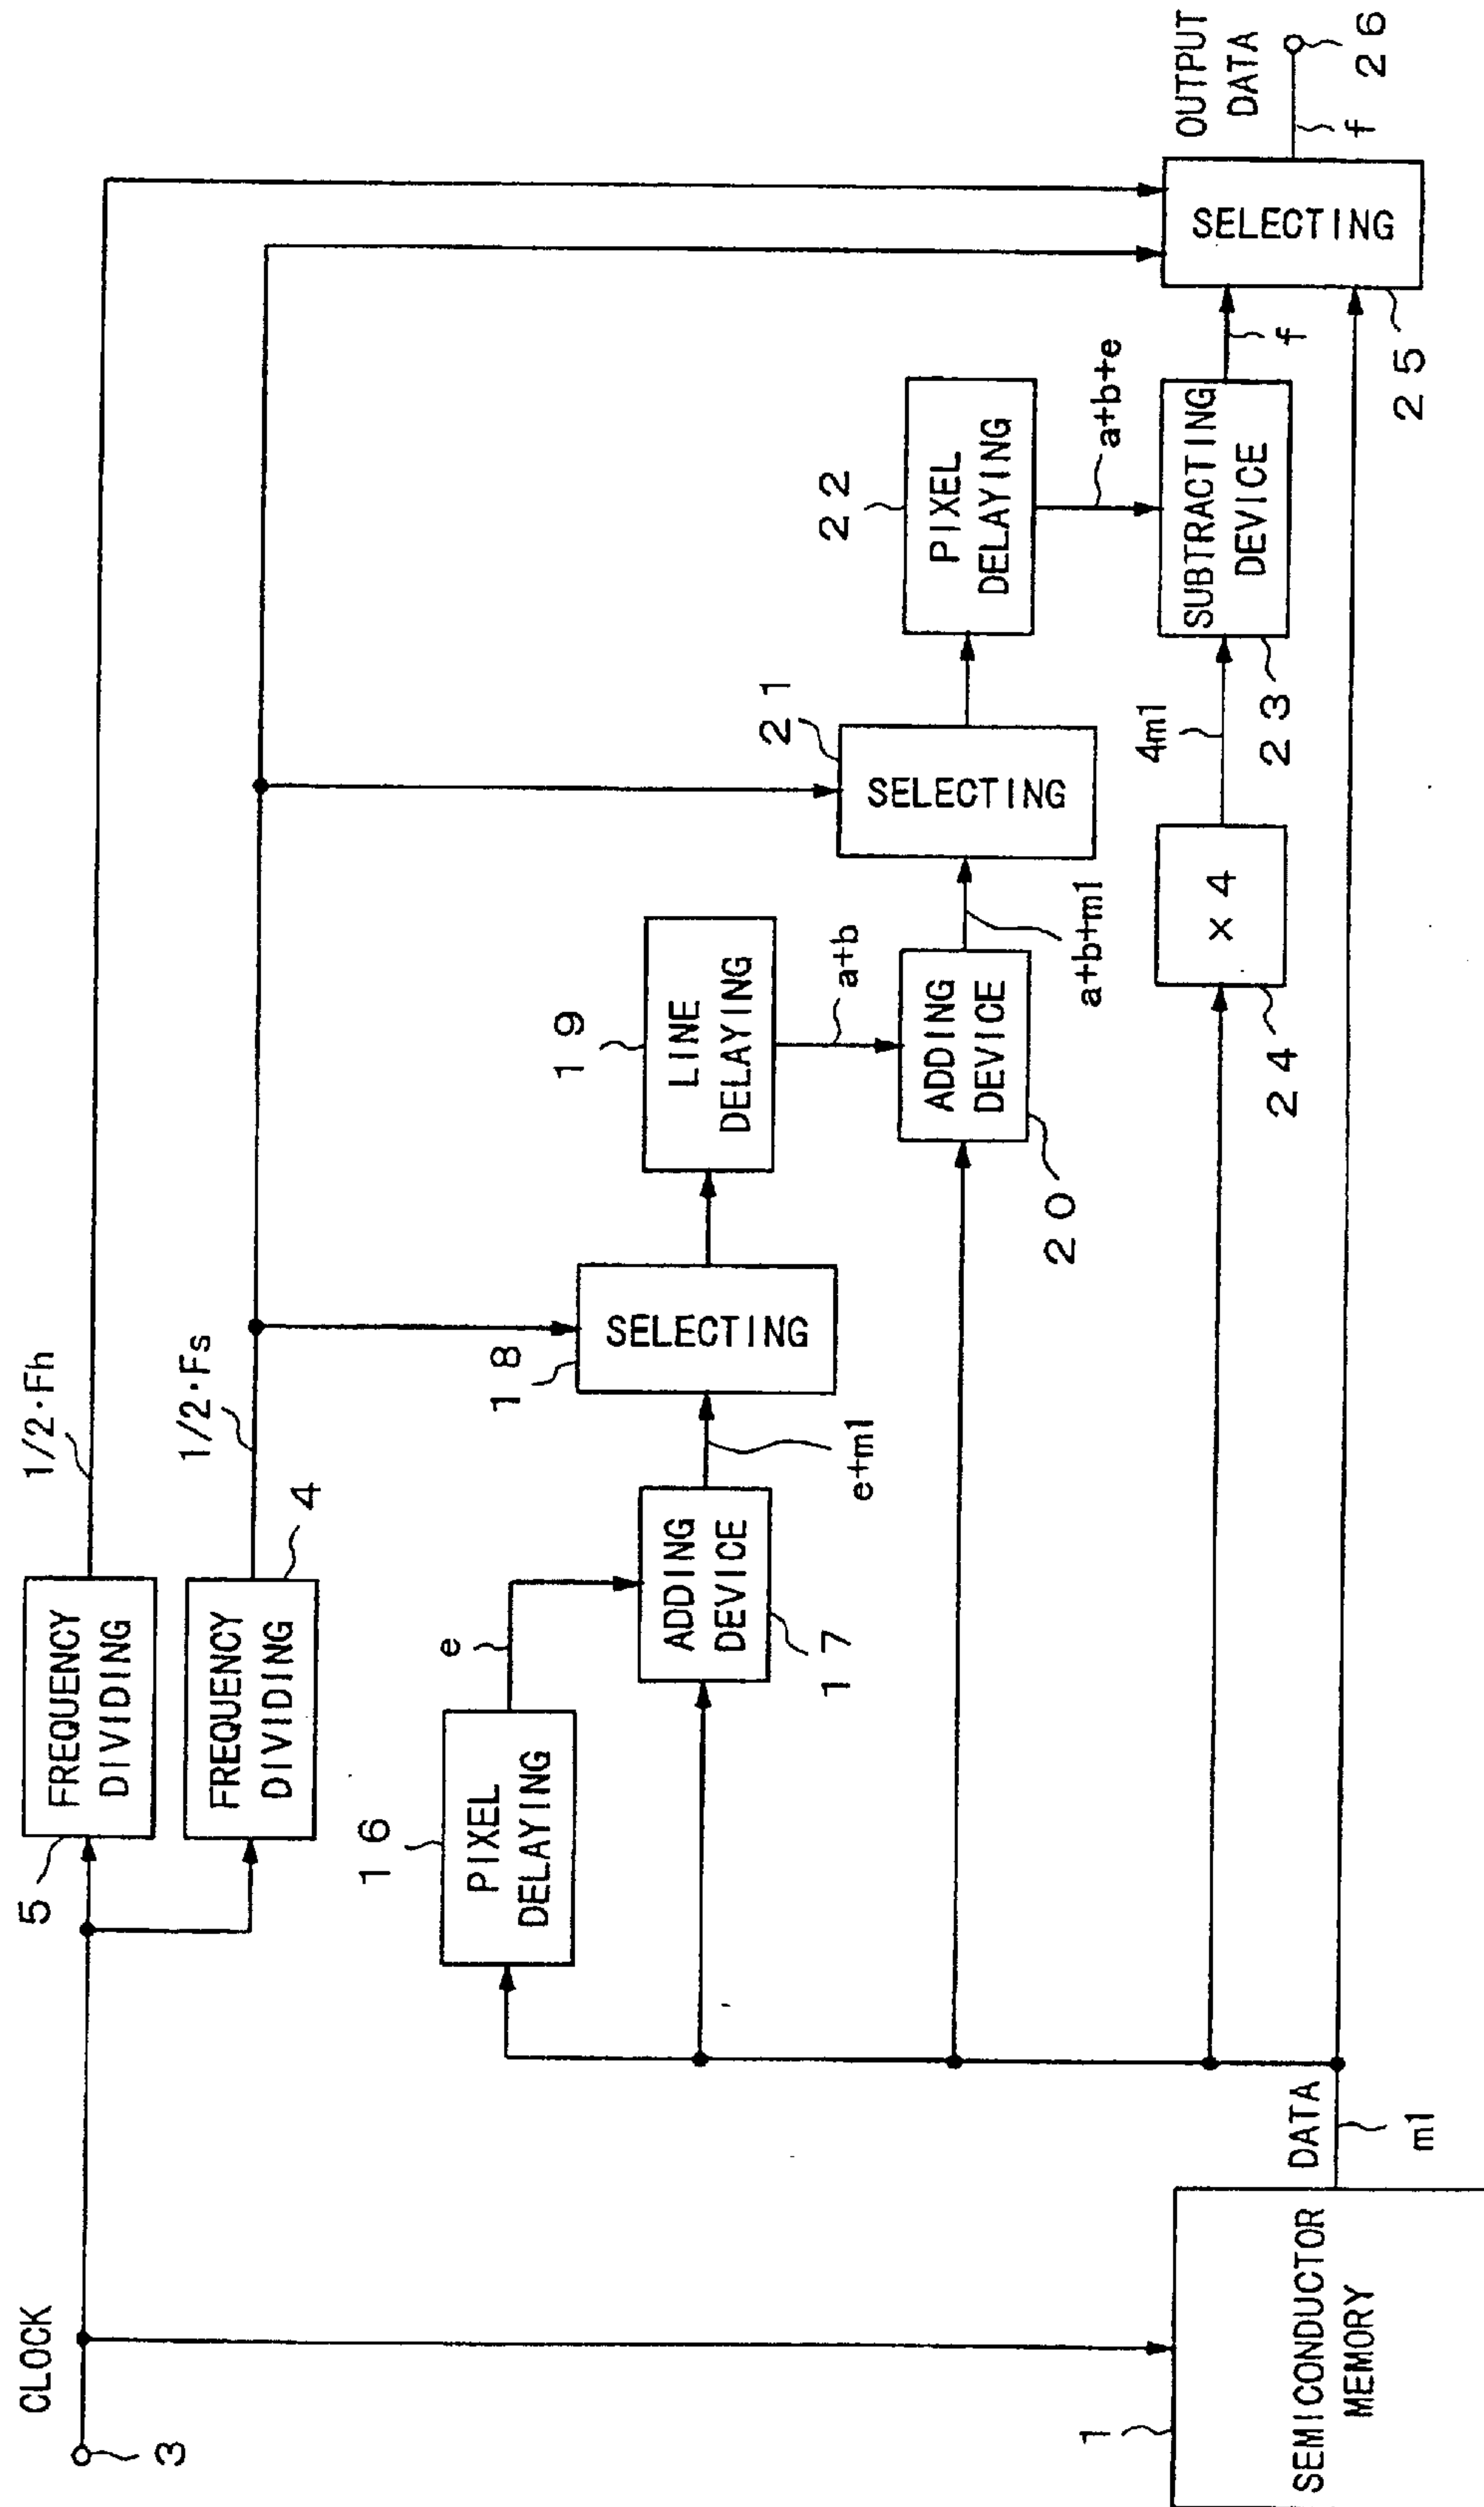 CLOCK
3
5
FREQUENCY
DIVIDING
1/2·Fh
FREQUENCY
DIVIDING
4
1/2·Fs
16
PIXEL
DELAYING
e
ADDING
DEVICE
17
e+m1
18
SELECTING
19
LINE
DELAYING
a+b
ADDING
DEVICE
20
a+b+m1
21
SELECTING
22
PIXEL
DELAYING
a+b+e
×4
24
4m1
SUBTRACTING
DEVICE
23
f
SELECTING
25
OUTPUT
DATA
f
26
1
SEMICONDUCTOR
MEMORY
DATA
m1